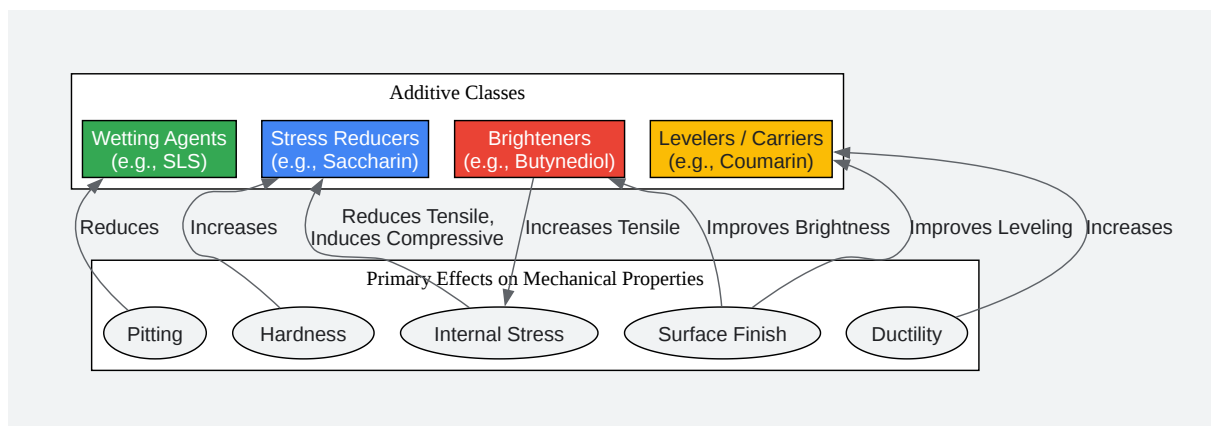 Additive Classes
Wetting Agents
(e.g., SLS)
Stress Reducers
(e.g., Saccharin)
Brighteners
(e.g., Butynediol)
Levelers / Carriers
(e.g., Coumarin)
Reduces
Increases
Reduces Tensile,
Induces Compressive
Increases Tensile
Improves Brightness
Improves Leveling
Increases
Primary Effects on Mechanical Properties
Pitting
Hardness
Internal Stress
Surface Finish
Ductility